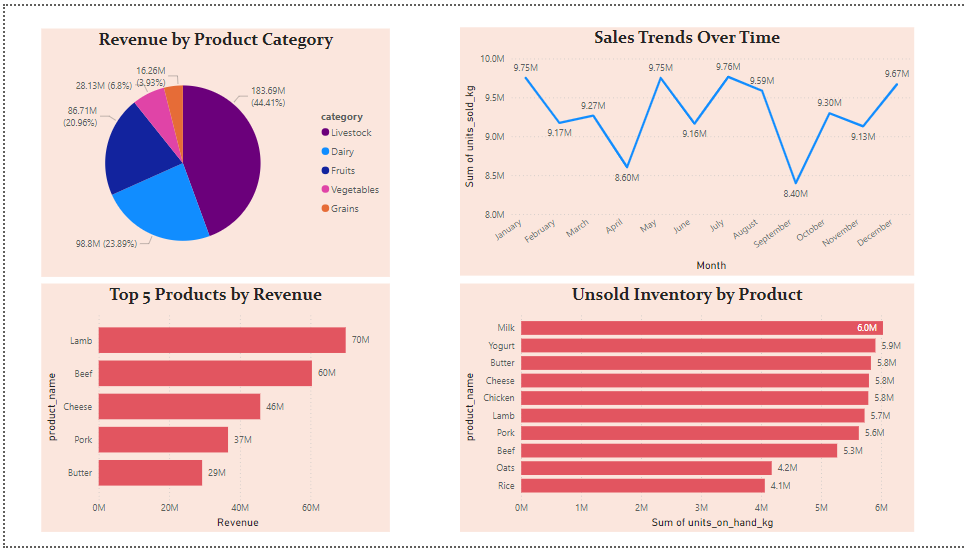 Revenue by Product Category
16.26M
(3.93%)
28.13M (6.8%)
183.69M
(44.41%)
86.71M
(20.96%)
98.8M (23.89%)
category
Livestock
Dairy
Fruits
Vegetables
Grains
Sales Trends Over Time
Sum of units_sold_kg
10.0M
9.5M
9.0M
8.5M
8.0M
9.75M
9.17M
9.27M
8.60M
9.75M
9.16M
9.76M
9.59M
8.40M
9.30M
9.13M
9.67M
January
February
March
April
May
June
July
August
September
October
November
December
Month
Top 5 Products by Revenue
product_name
Lamb 70M
Beef 60M
Cheese 46M
Pork 37M
Butter 29M
0M 20M 40M 60M
Revenue
Unsold Inventory by Product
product_name
Milk 6.0M
Yogurt 5.9M
Butter 5.8M
Cheese 5.8M
Chicken 5.8M
Lamb 5.7M
Pork 5.6M
Beef 5.3M
Oats 4.2M
Rice 4.1M
0M 1M 2M 3M 4M 5M 6M
Sum of units_on_hand_kg